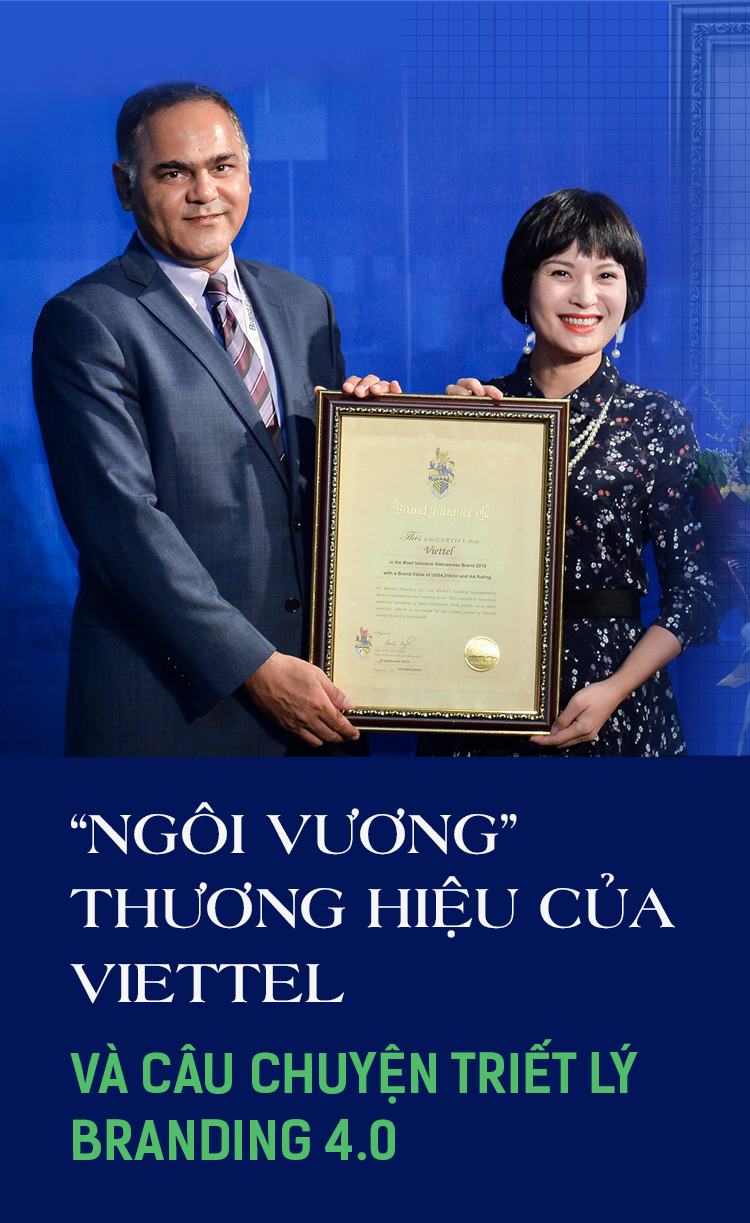 Brand Finance plc
This is to CERTIFY that
Viettel
is the Most Valuable Vietnamese Brand 2019
with a Brand Value of US$4,316mn and AA Rating
“NGÔI VƯƠNG”
THƯƠNG HIỆU CỦA
VIETTEL
VÀ CÂU CHUYỆN TRIẾT LÝ
BRANDING 4.0